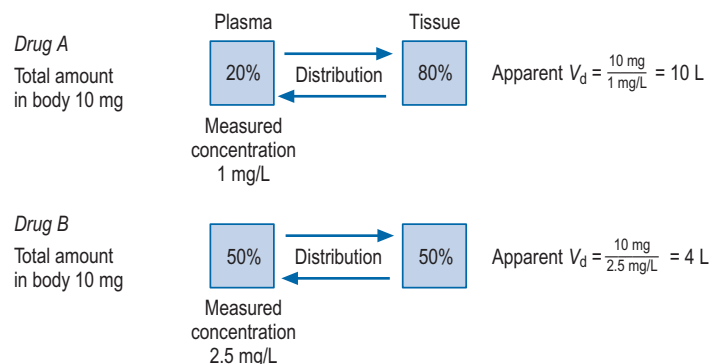 Plasma Tissue
Drug A
Total amount
in body 10 mg
20% Distribution 80%
Apparent Vd = 10 mg / 1 mg/L = 10 L
Measured
concentration
1 mg/L
Drug B
Total amount
in body 10 mg
50% Distribution 50%
Apparent Vd = 10 mg / 2.5 mg/L = 4 L
Measured
concentration
2.5 mg/L